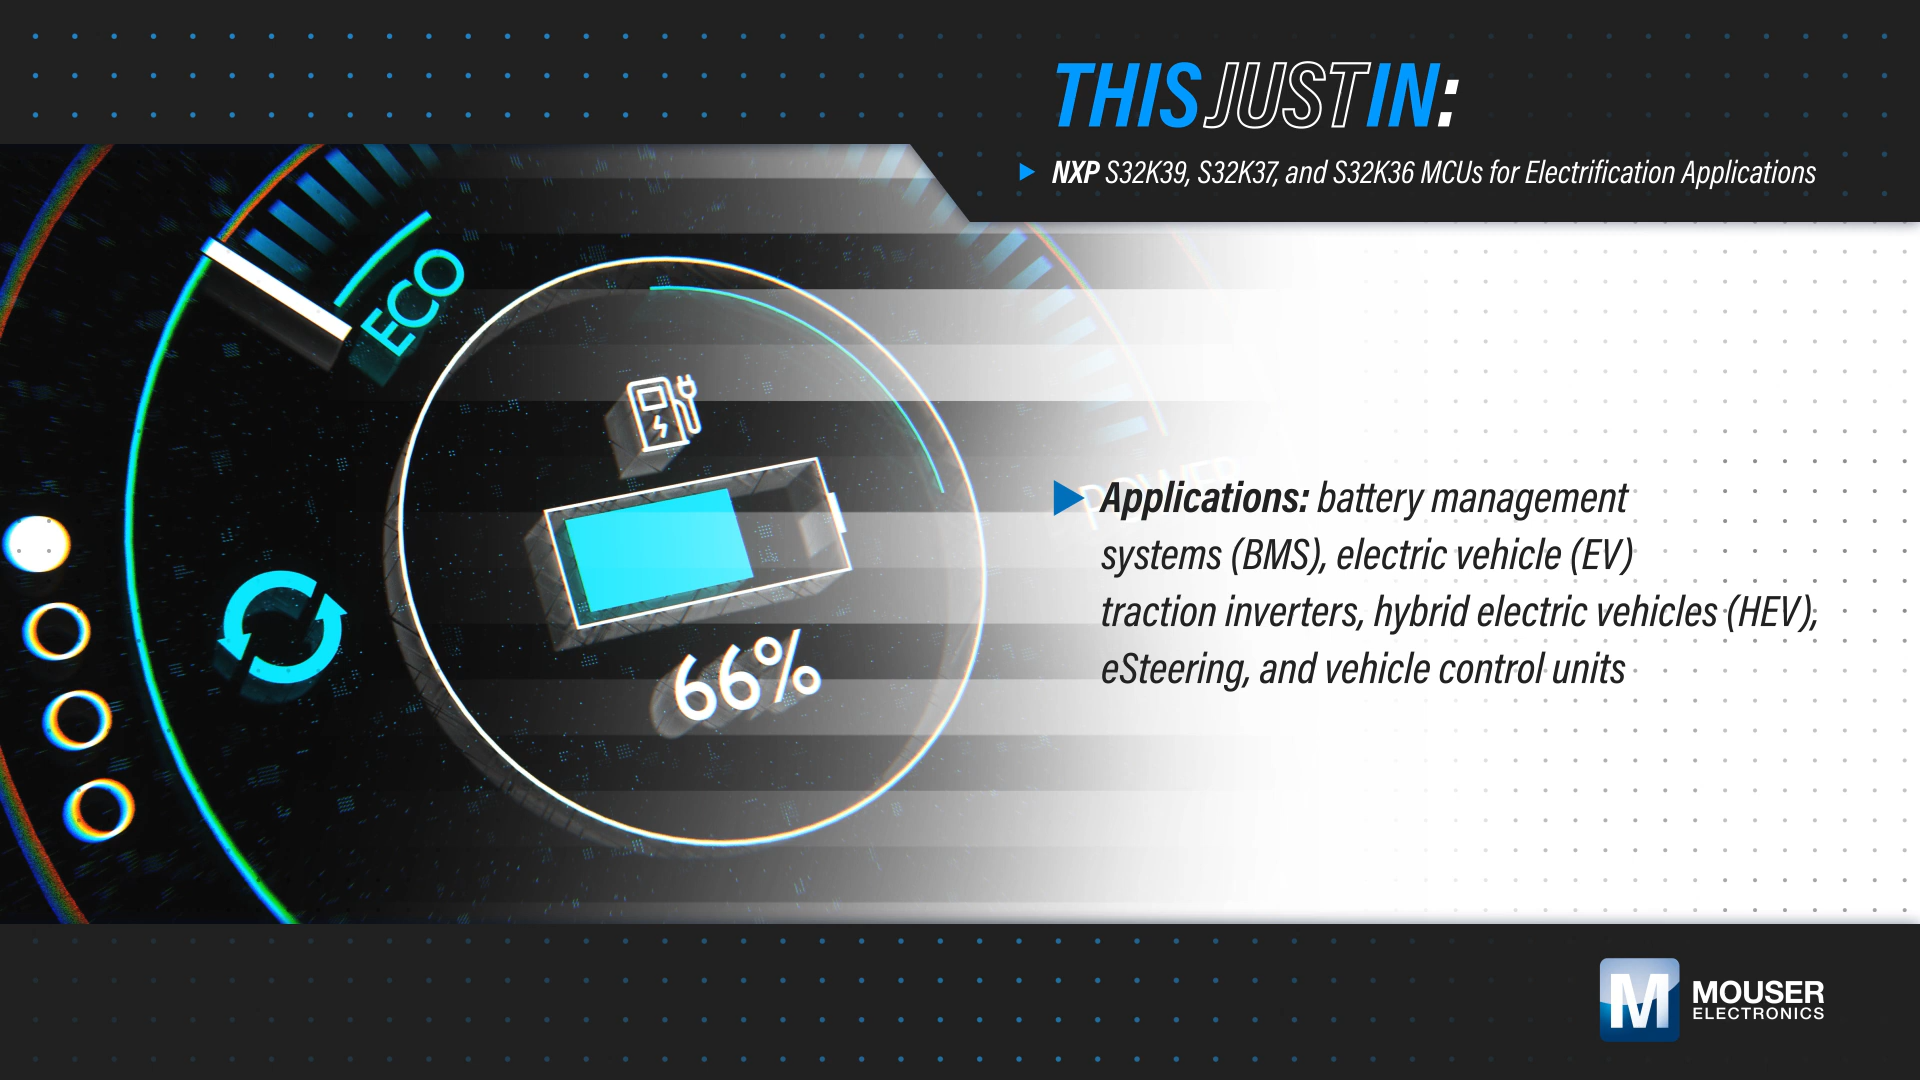 THIS JUST IN:
NXP S32K39, S32K37, and S32K36 MCUs for Electrification Applications
ECO
POWER
Applications: battery management
systems (BMS), electric vehicle (EV)
traction inverters, hybrid electric vehicles (HEV),
eSteering, and vehicle control units
66%
M MOUSER
ELECTRONICS